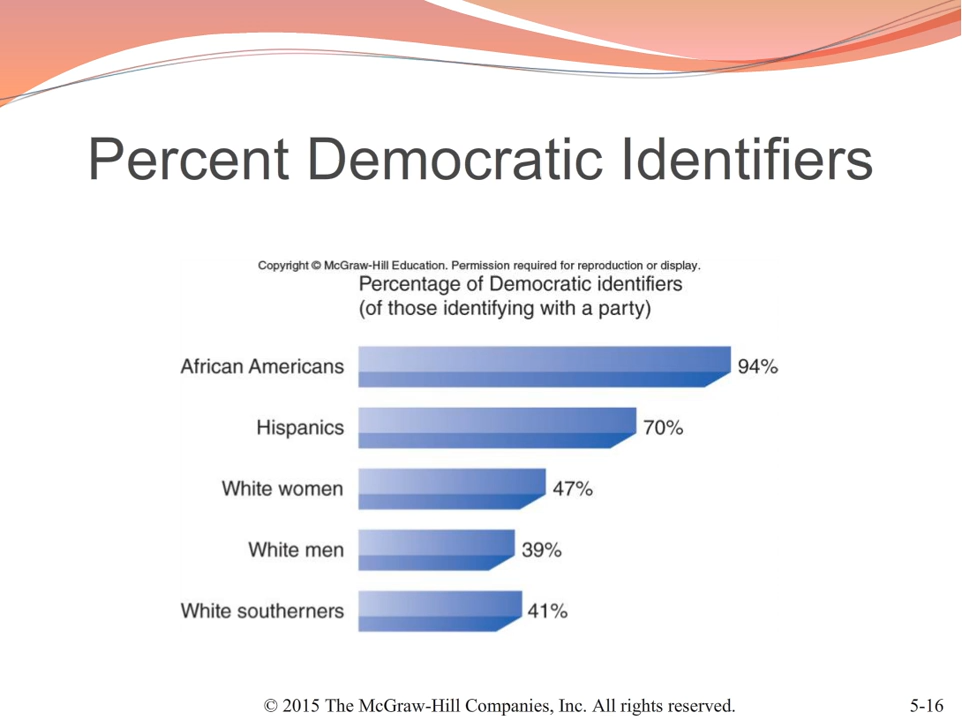 Percent Democratic Identifiers
Copyright © McGraw-Hill Education. Permission required for reproduction or display.
Percentage of Democratic identifiers
(of those identifying with a party)
African Americans 94%
Hispanics 70%
White women 47%
White men 39%
White southerners 41%
© 2015 The McGraw-Hill Companies, Inc. All rights reserved. 5-16